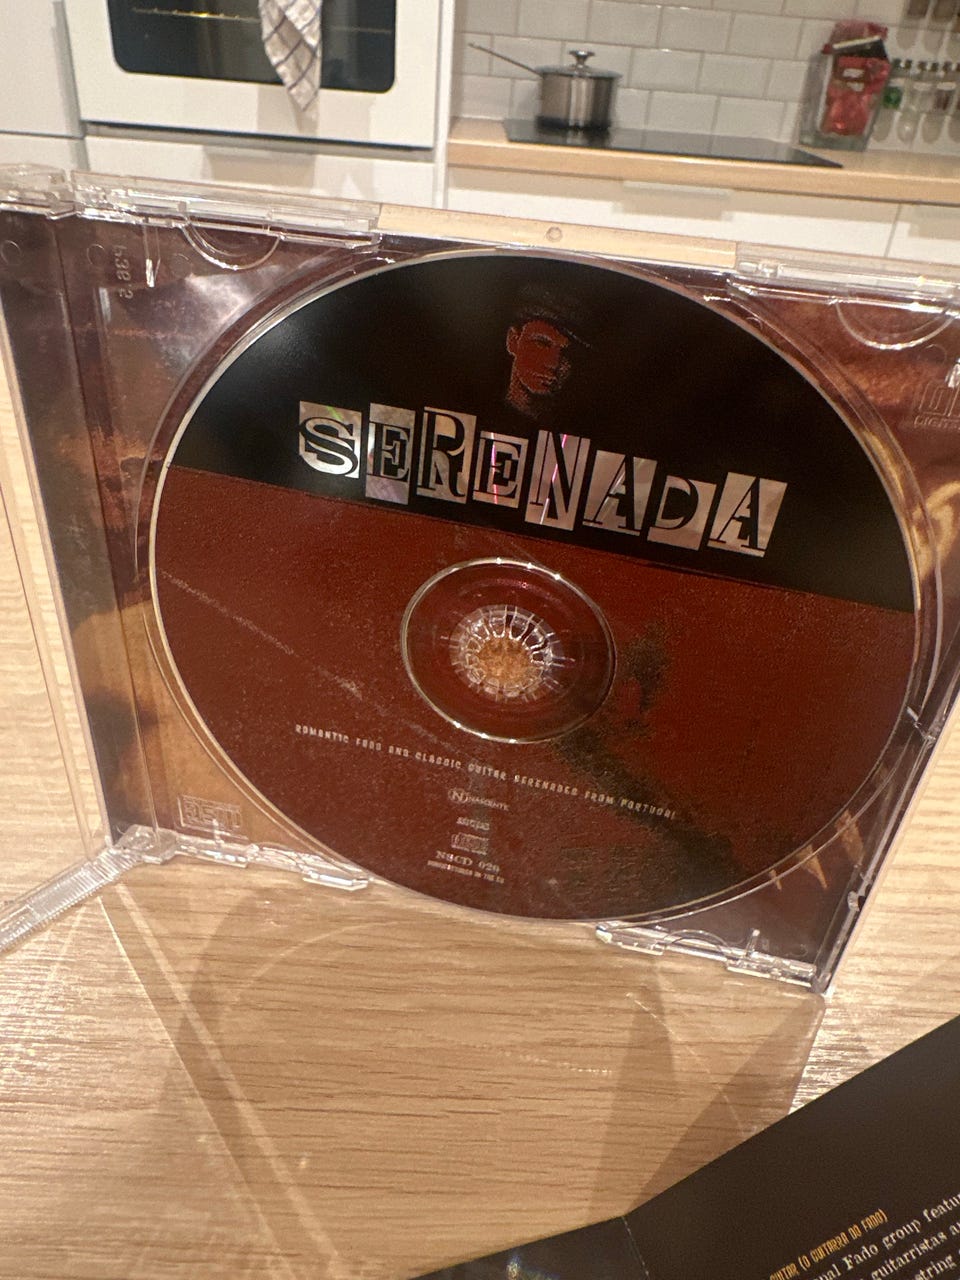 SERENADA
ROMANTIC FADO AND CLASSIC GUITAR SERENADES FROM PORTUGAL
NASCENTE
NSCD 020
MANUFACTURED IN THE EU
GUITAR (O GUITARRA DO FADO)
Fado group
guitarristas
string